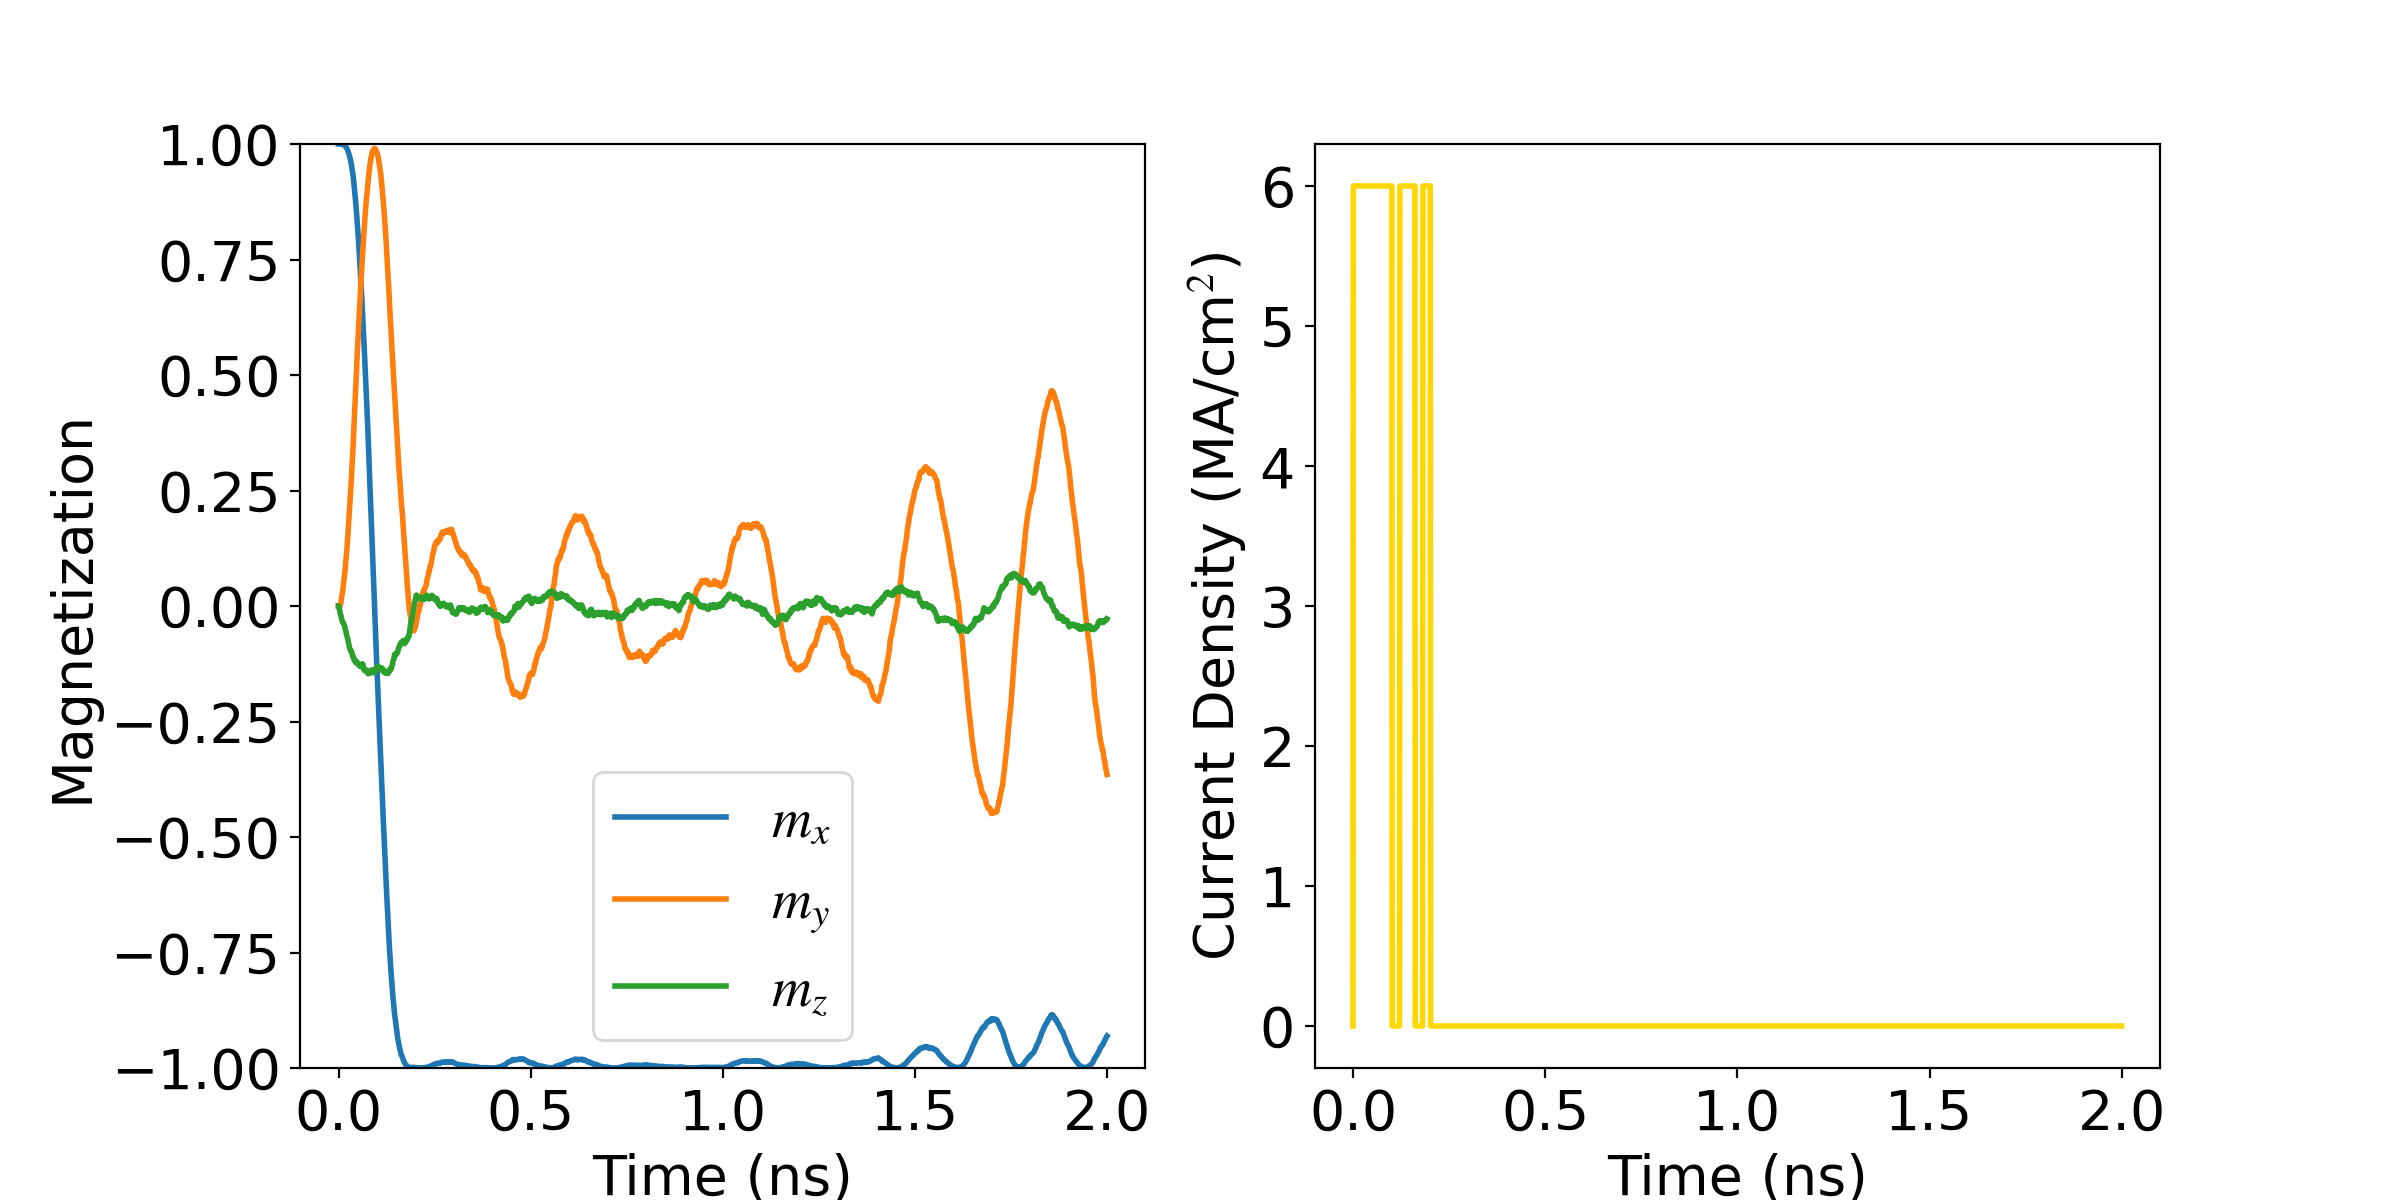 Magnetization
1.00
0.75
0.50
0.25
0.00
−0.25
−0.50
−0.75
−1.00
0.0 0.5 1.0 1.5 2.0
Time (ns)
m_x
m_y
m_z
Current Density (MA/cm²)
6
5
4
3
2
1
0
0.0 0.5 1.0 1.5 2.0
Time (ns)